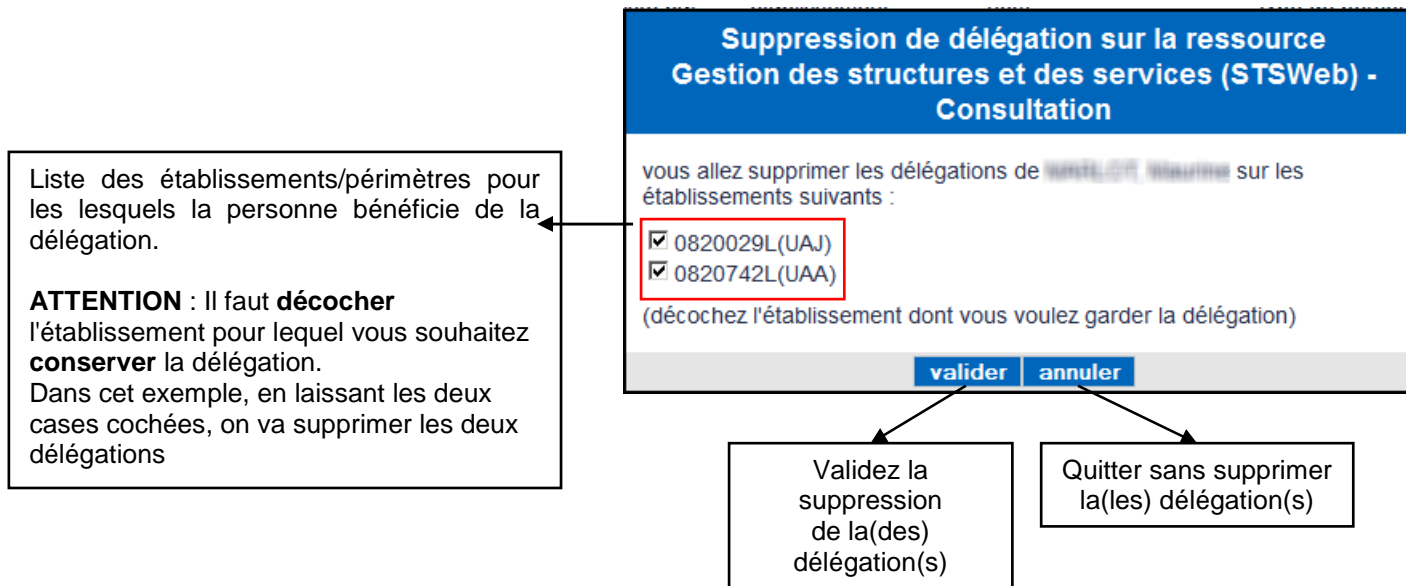 Suppression de délégation sur la ressource
Gestion des structures et des services (STSWeb) -
Consultation
Liste des établissements/périmètres pour
les lesquels la personne bénéficie de la
délégation.
ATTENTION : Il faut décocher
l'établissement pour lequel vous souhaitez
conserver la délégation.
Dans cet exemple, en laissant les deux
cases cochées, on va supprimer les deux
délégations
vous allez supprimer les délégations de sur les
établissements suivants :
0820029L(UAJ)
0820742L(UAA)
(décochez l'établissement dont vous voulez garder la délégation)
valider annuler
Validez la
suppression
de la(des)
délégation(s)
Quitter sans supprimer
la(les) délégation(s)